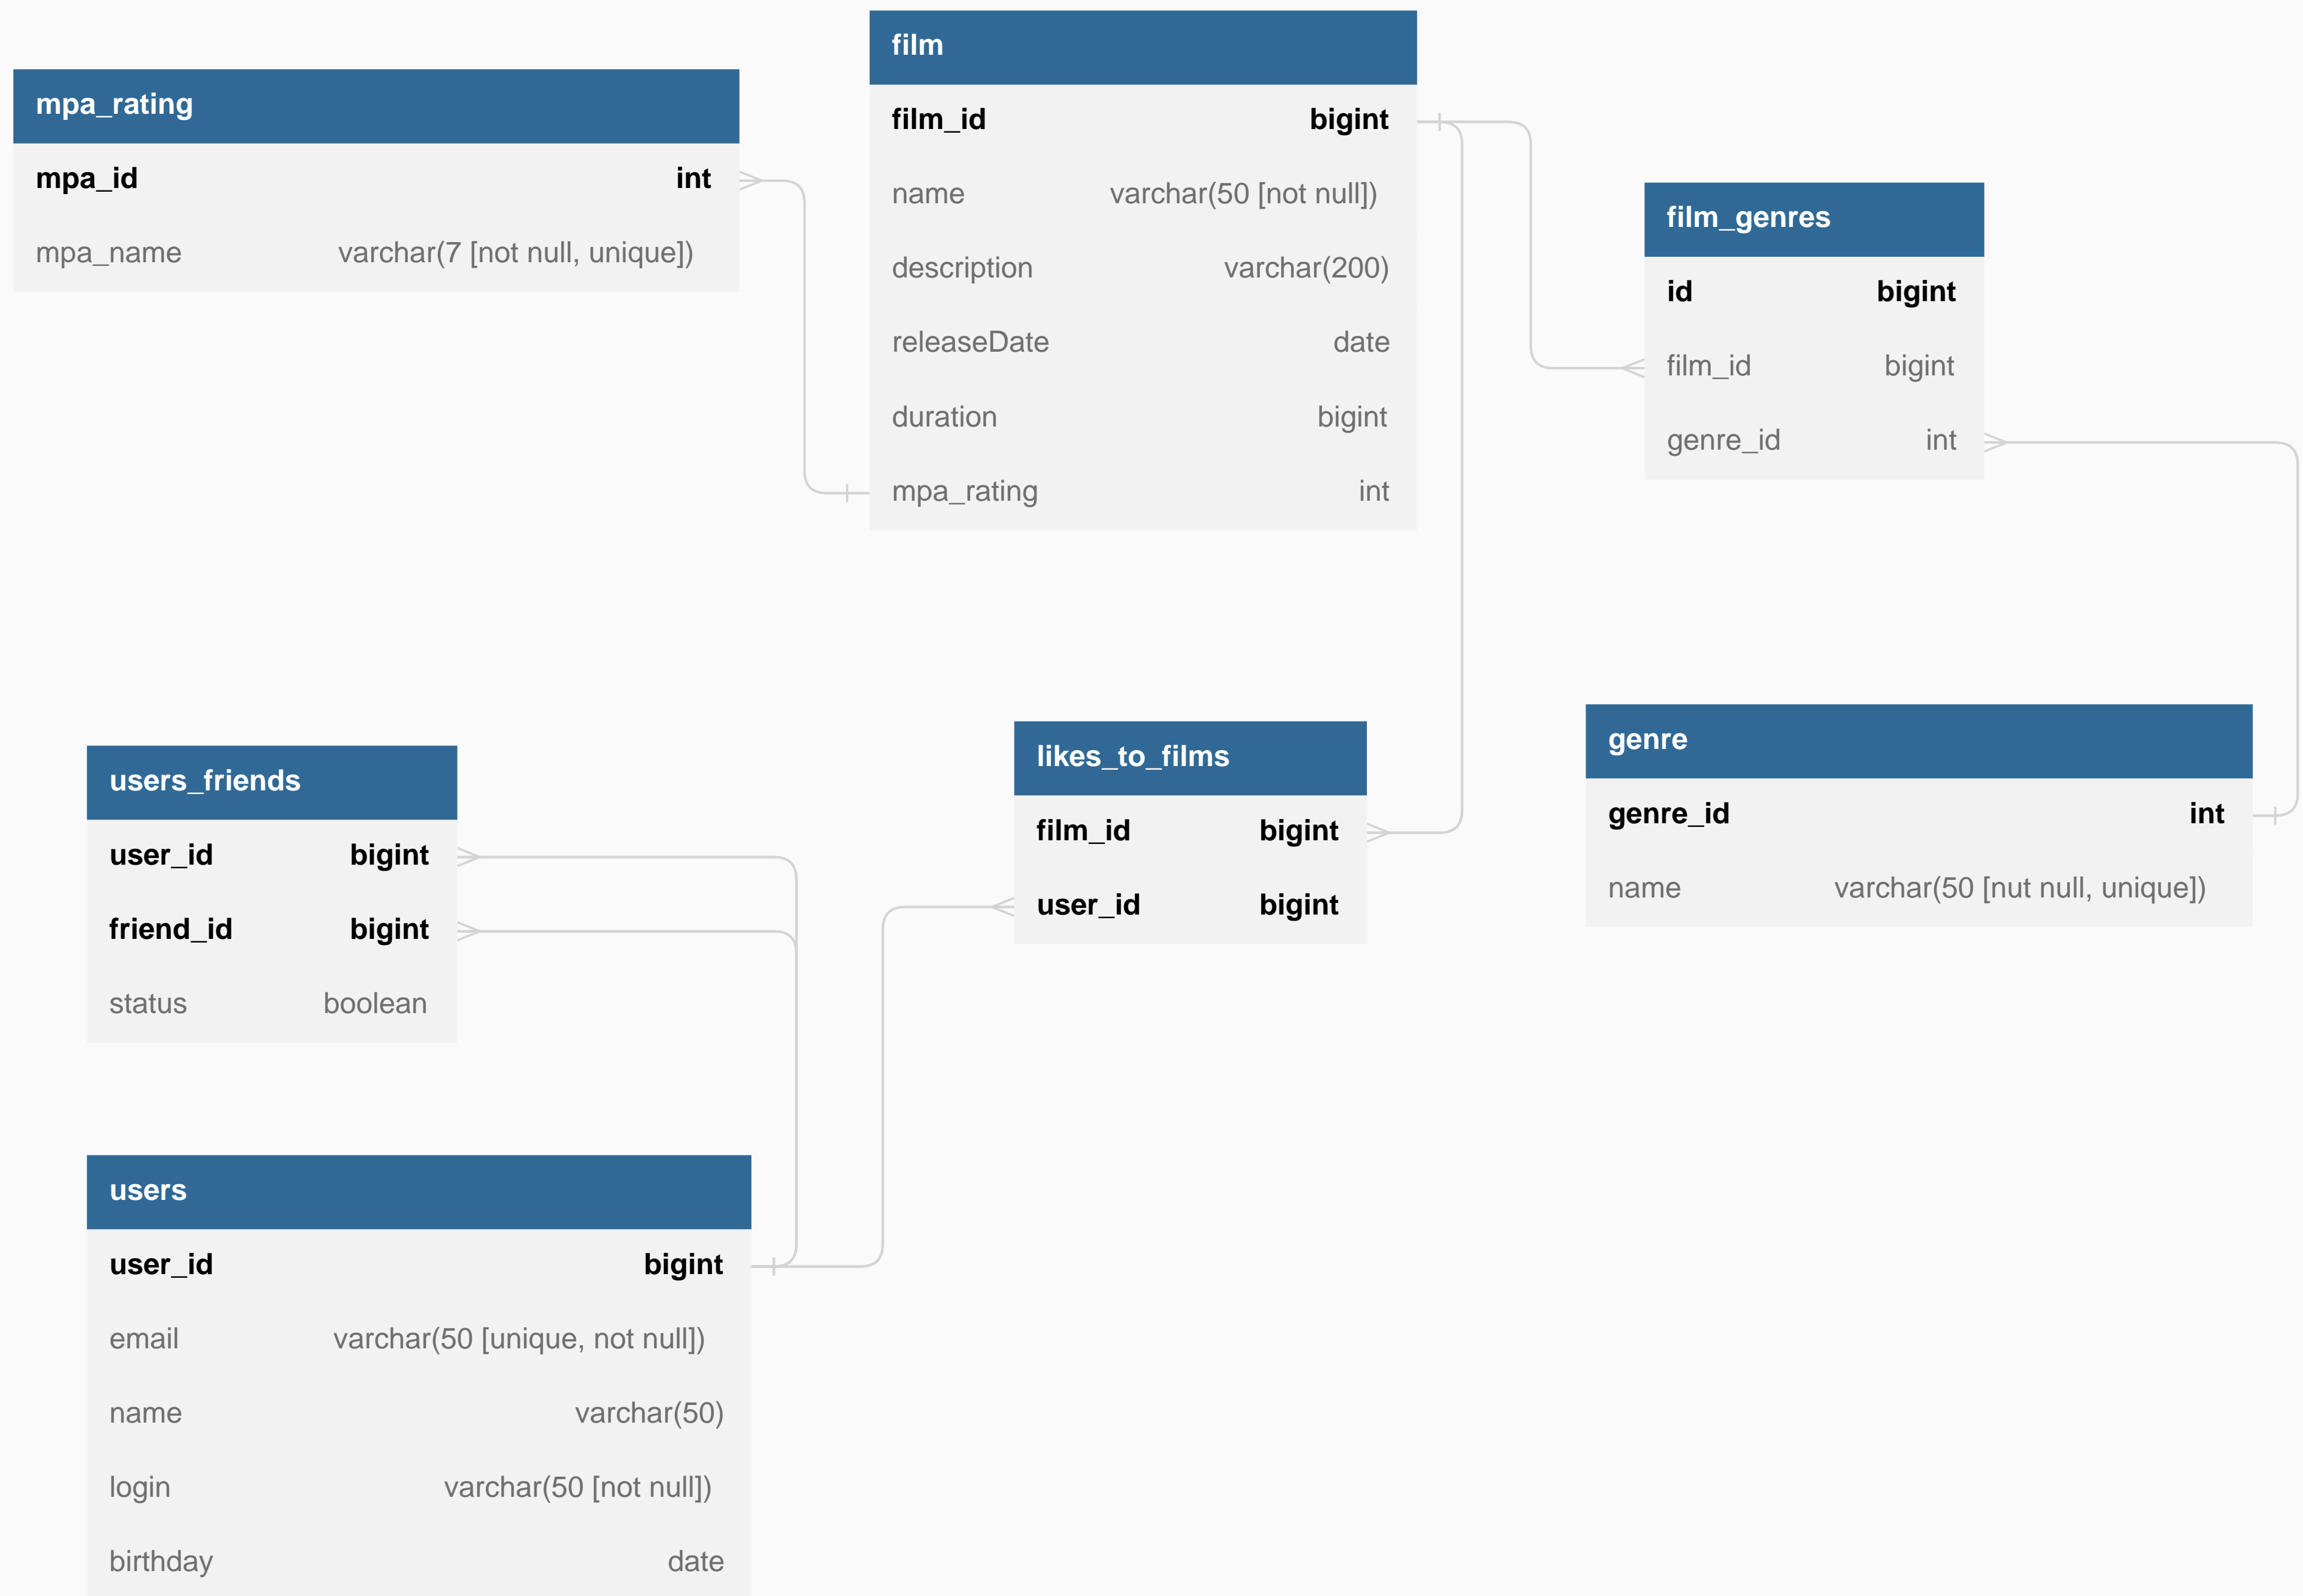 mpa_rating
mpa_id int
mpa_name varchar(7 [not null, unique])
film
film_id bigint
name varchar(50 [not null])
description varchar(200)
releaseDate date
duration bigint
mpa_rating int
film_genres
id bigint
film_id bigint
genre_id int
users_friends
user_id bigint
friend_id bigint
status boolean
likes_to_films
film_id bigint
user_id bigint
genre
genre_id int
name varchar(50 [nut null, unique])
users
user_id bigint
email varchar(50 [unique, not null])
name varchar(50)
login varchar(50 [not null])
birthday date